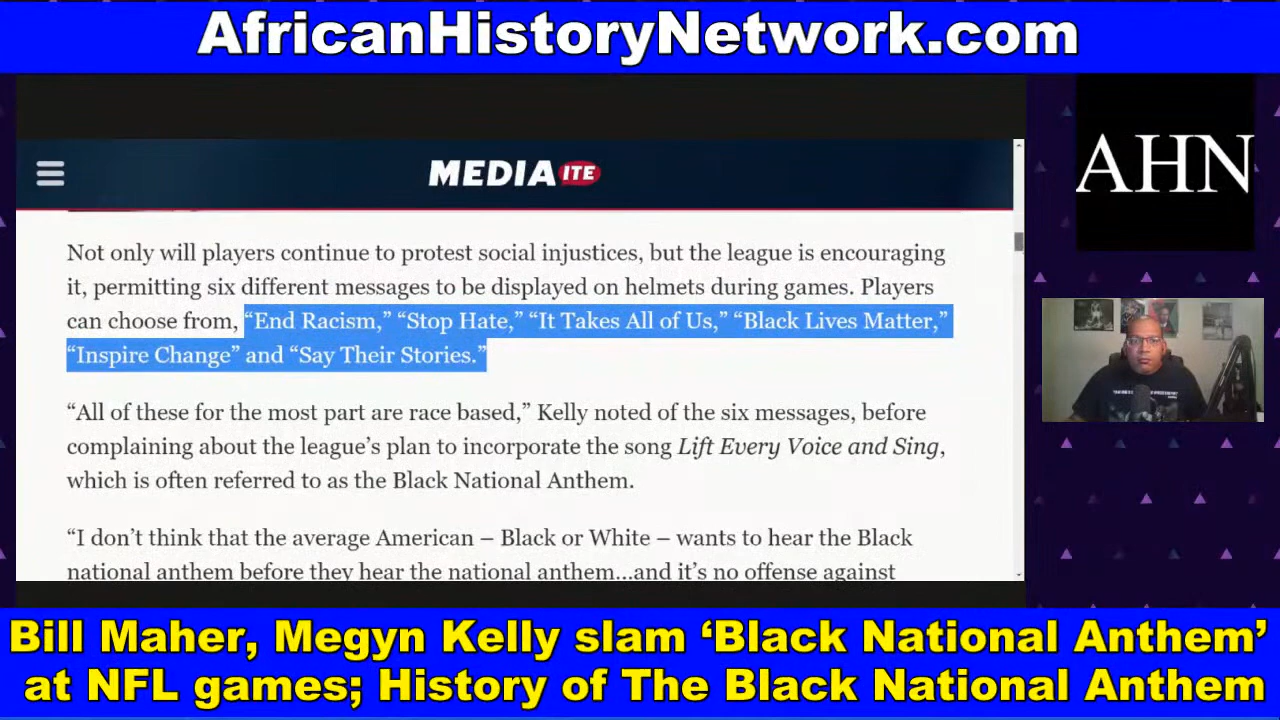 AfricanHistoryNetwork.com
MEDIAITE
AHN
Not only will players continue to protest social injustices, but the league is encouraging
it, permitting six different messages to be displayed on helmets during games. Players
can choose from, “End Racism,” “Stop Hate,” “It Takes All of Us,” “Black Lives Matter,”
“Inspire Change” and “Say Their Stories.”
“All of these for the most part are race based,” Kelly noted of the six messages, before
complaining about the league’s plan to incorporate the song Lift Every Voice and Sing,
which is often referred to as the Black National Anthem.
“I don’t think that the average American – Black or White – wants to hear the Black
national anthem before they hear the national anthem...and it’s no offense against
Bill Maher, Megyn Kelly slam ‘Black National Anthem’
at NFL games; History of The Black National Anthem